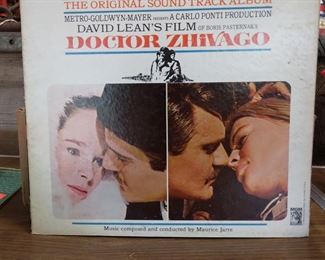 THE ORIGINAL SOUND TRACK ALBUM
METRO-GOLDWYN-MAYER PRESENTS A CARLO PONTI PRODUCTION
DAVID LEAN'S FILM OF BORIS PASTERNAK'S
DOCTOR ZHIVAGO
MGM
Music composed and conducted by Maurice Jarre